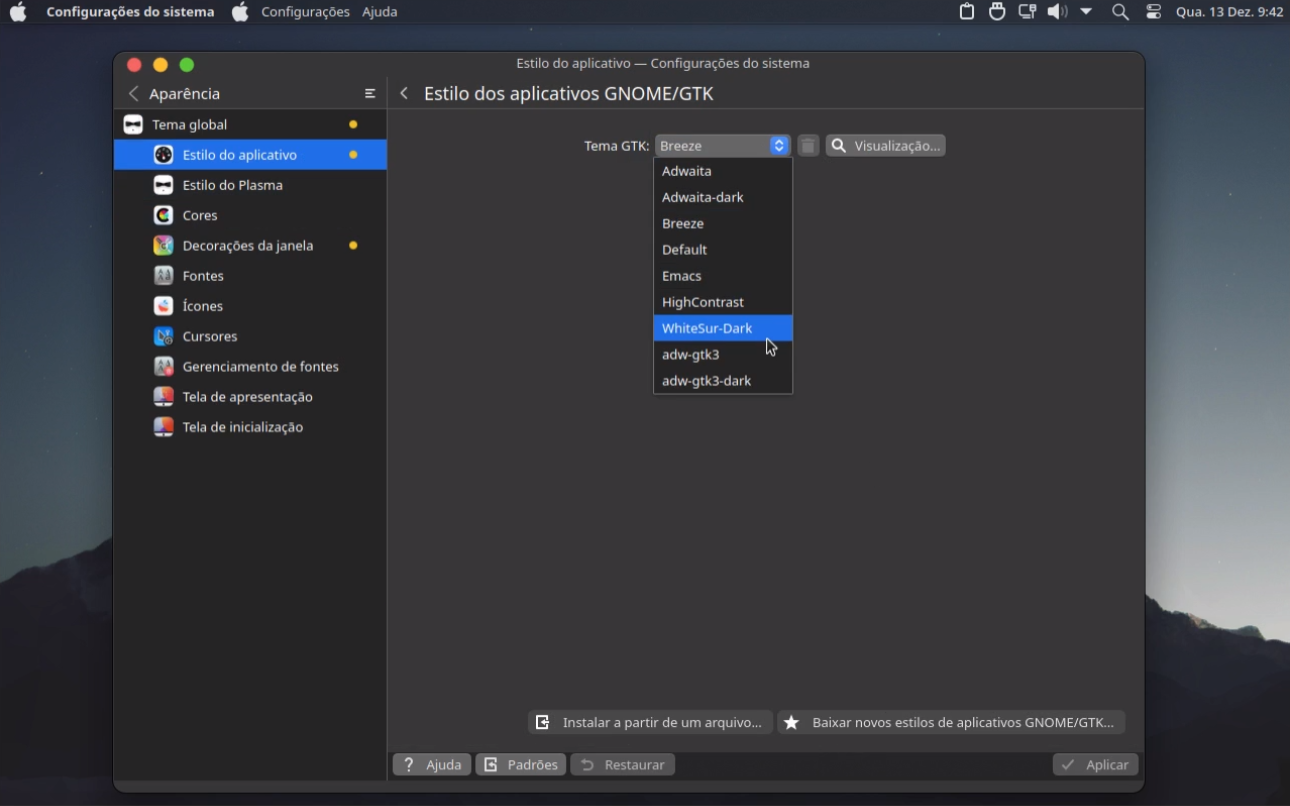 Configurações do sistema Configurações Ajuda Qua. 13 Dez. 9:42
Estilo do aplicativo — Configurações do sistema
Aparência
Estilo dos aplicativos GNOME/GTK
Tema global
Estilo do aplicativo
Estilo do Plasma
Cores
Decorações da janela
Fontes
Ícones
Cursores
Gerenciamento de fontes
Tela de apresentação
Tela de inicialização
Tema GTK: Breeze Visualização...
Adwaita
Adwaita-dark
Breeze
Default
Emacs
HighContrast
WhiteSur-Dark
adw-gtk3
adw-gtk3-dark
Instalar a partir de um arquivo... Baixar novos estilos de aplicativos GNOME/GTK...
? Ajuda Padrões Restaurar Aplicar